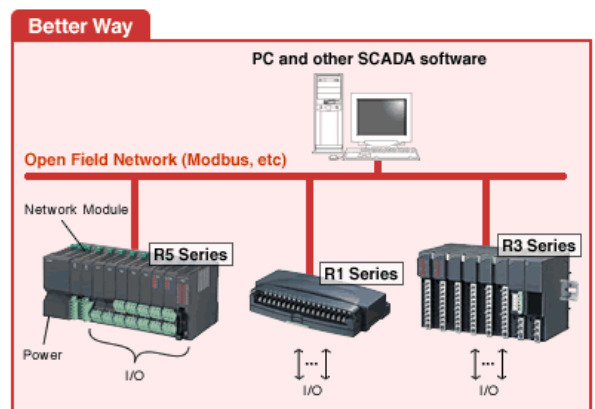 Better Way
PC and other SCADA software
Open Field Network (Modbus, etc)
Network Module
R5 Series
R1 Series
R3 Series
Power
I/O
I/O
I/O